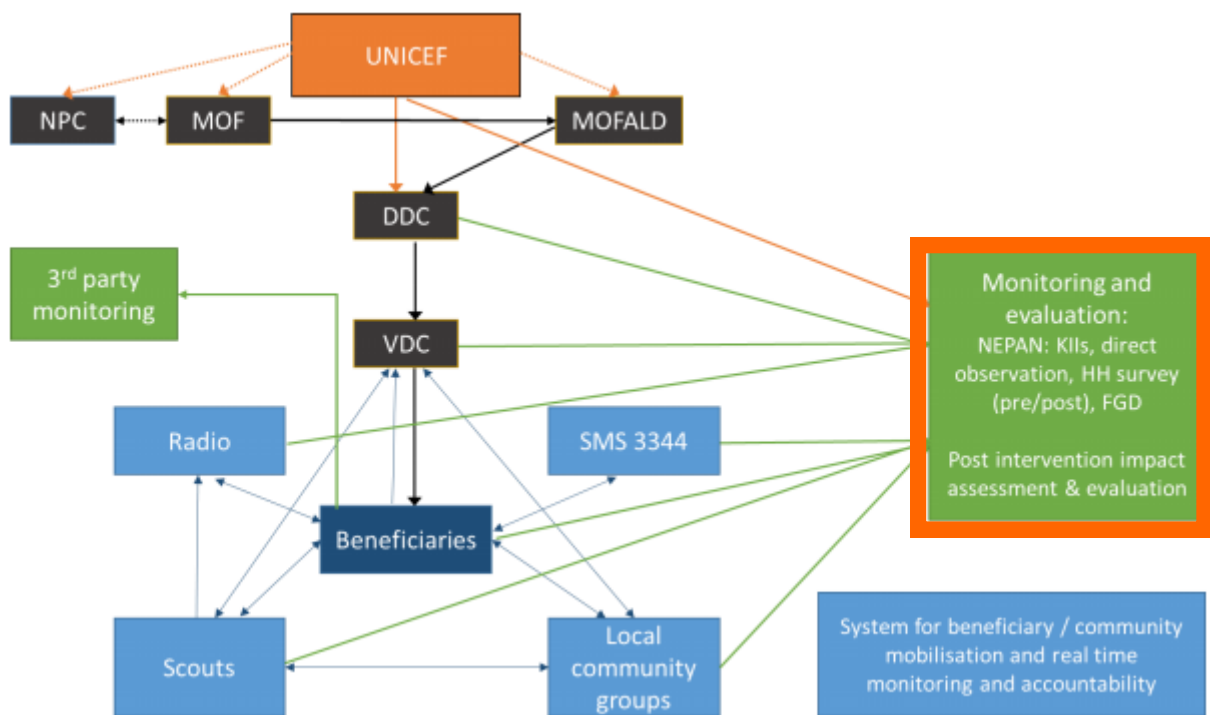 UNICEF
NPC
MOF
MOFALD
DDC
3rd party
monitoring
VDC
Monitoring and
evaluation:
NEPAN: KIIs, direct
observation, HH survey
(pre/post), FGD
Post intervention impact
assessment & evaluation
Radio
SMS 3344
Beneficiaries
Scouts
Local
community
groups
System for beneficiary / community
mobilisation and real time
monitoring and accountability